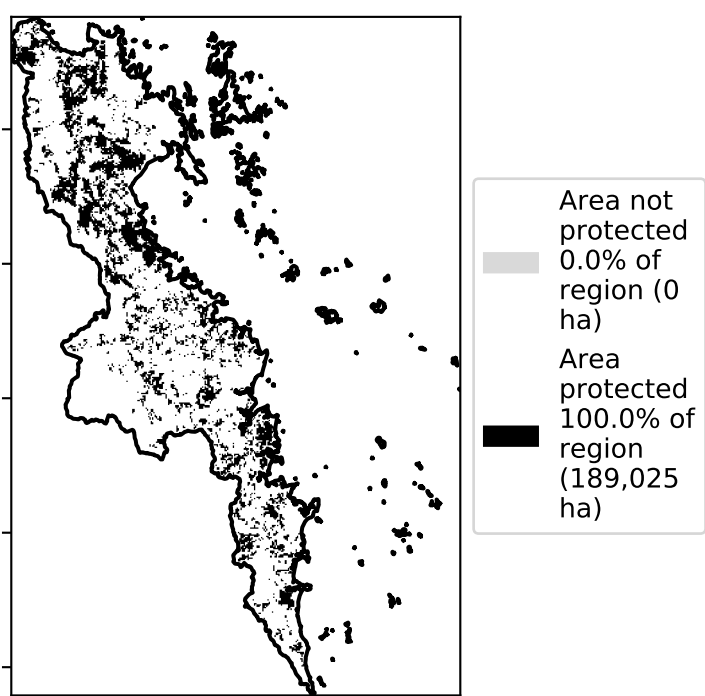 Area not
protected
0.0% of
region (0
ha)
Area
protected
100.0% of
region
(189,025
ha)